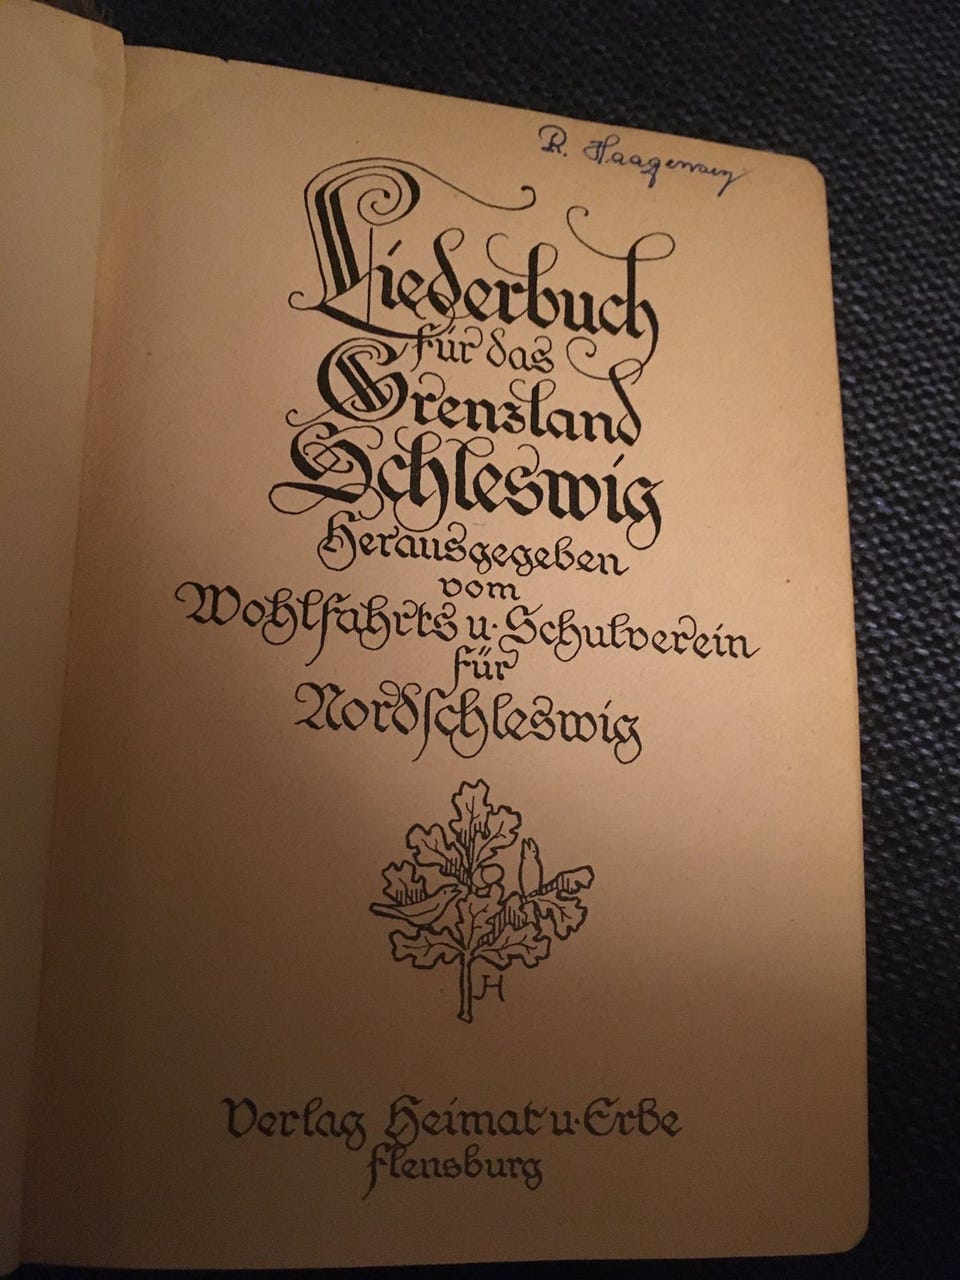 R. Haagensen
Liederbuch
für das
Grenzland
Schleswig
Herausgegeben
vom
Wohlfahrts u. Schulverein
für
Nordschleswig
H
Verlag Heimat u. Erbe
Flensburg